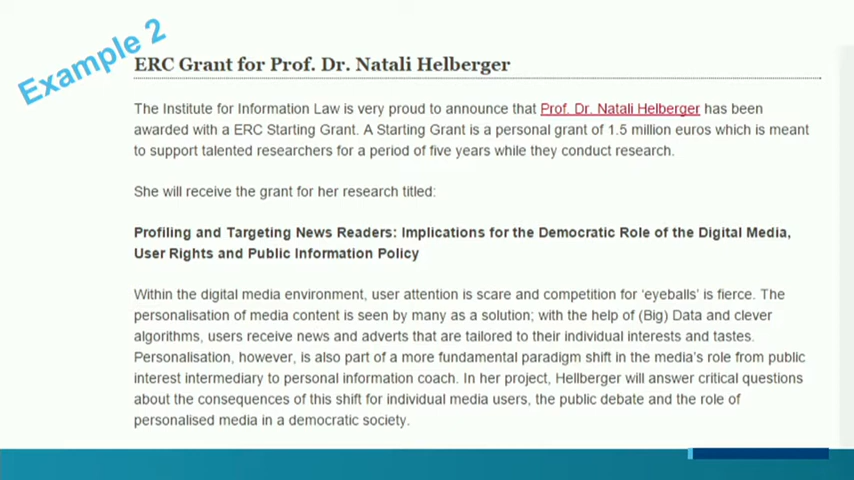 Example 2
ERC Grant for Prof. Dr. Natali Helberger
The Institute for Information Law is very proud to announce that Prof. Dr. Natali Helberger has been
awarded with a ERC Starting Grant. A Starting Grant is a personal grant of 1.5 million euros which is meant
to support talented researchers for a period of five years while they conduct research.
She will receive the grant for her research titled:
Profiling and Targeting News Readers: Implications for the Democratic Role of the Digital Media,
User Rights and Public Information Policy
Within the digital media environment, user attention is scare and competition for ‘eyeballs’ is fierce. The
personalisation of media content is seen by many as a solution; with the help of (Big) Data and clever
algorithms, users receive news and adverts that are tailored to their individual interests and tastes.
Personalisation, however, is also part of a more fundamental paradigm shift in the media’s role from public
interest intermediary to personal information coach. In her project, Hellberger will answer critical questions
about the consequences of this shift for individual media users, the public debate and the role of
personalised media in a democratic society.